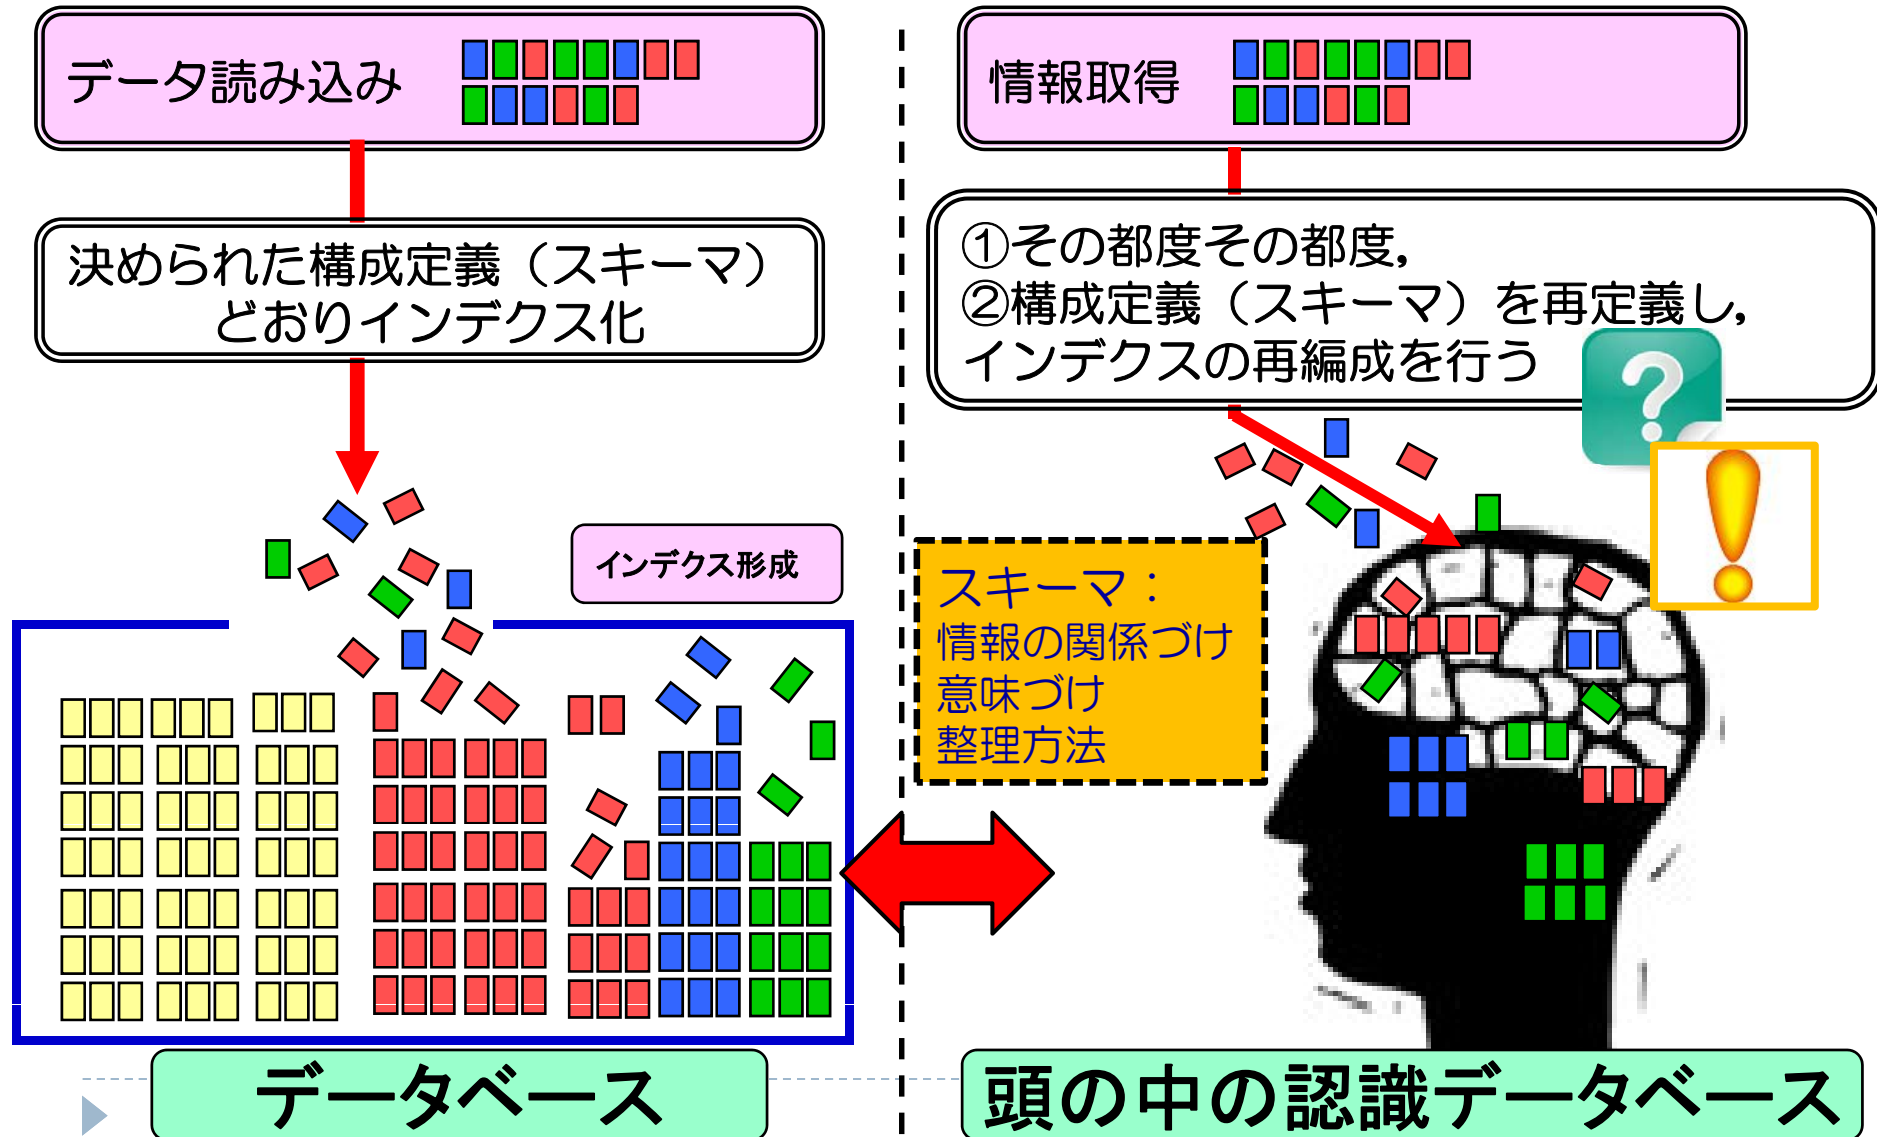 データ読み込み
決められた構成定義（スキーマ）
どおりインデクス化
インデクス形成
データベース
情報取得
①その都度その都度,
②構成定義（スキーマ）を再定義し,
インデクスの再編成を行う
?
!
スキーマ：
情報の関係づけ
意味づけ
整理方法
頭の中の認識データベース